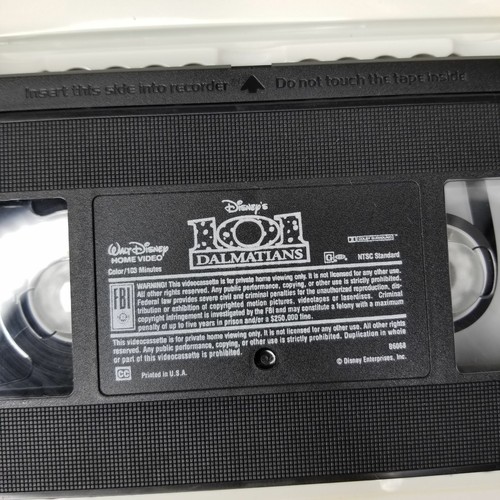 Insert this side into recorder Do not touch the tape inside
Disney's
101
DALMATIANS
WALT DISNEY
HOME VIDEO
Color/103 Minutes
G
NTSC Standard
FBI
WARNING! This videocassette is for private home viewing only. It is not licensed for any other use.
All other rights reserved. Any public performance, copying, or other use is strictly prohibited.
Federal law provides severe civil and criminal penalties for the unauthorized reproduction, dis-
tribution or exhibition of copyrighted motion pictures, videotapes or laserdiscs. Criminal
copyright infringement is investigated by the FBI and may constitute a felony with a maximum
penalty of up to five years in prison and/or a $250,000 fine.
This videocassette is for private home viewing only. It is not licensed for any other use. All other rights
reserved. Any public performance, copying, or other use is strictly prohibited. Duplication in whole
or part of this videocassette is prohibited.
D6068
CC Printed in U.S.A.
© Disney Enterprises, Inc.